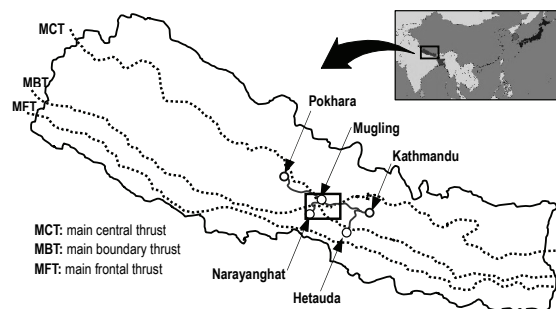 MCT
MBT
MFT
Pokhara
Mugling
Kathmandu
MCT: main central thrust
MBT: main boundary thrust
MFT: main frontal thrust
Narayanghat
Hetauda